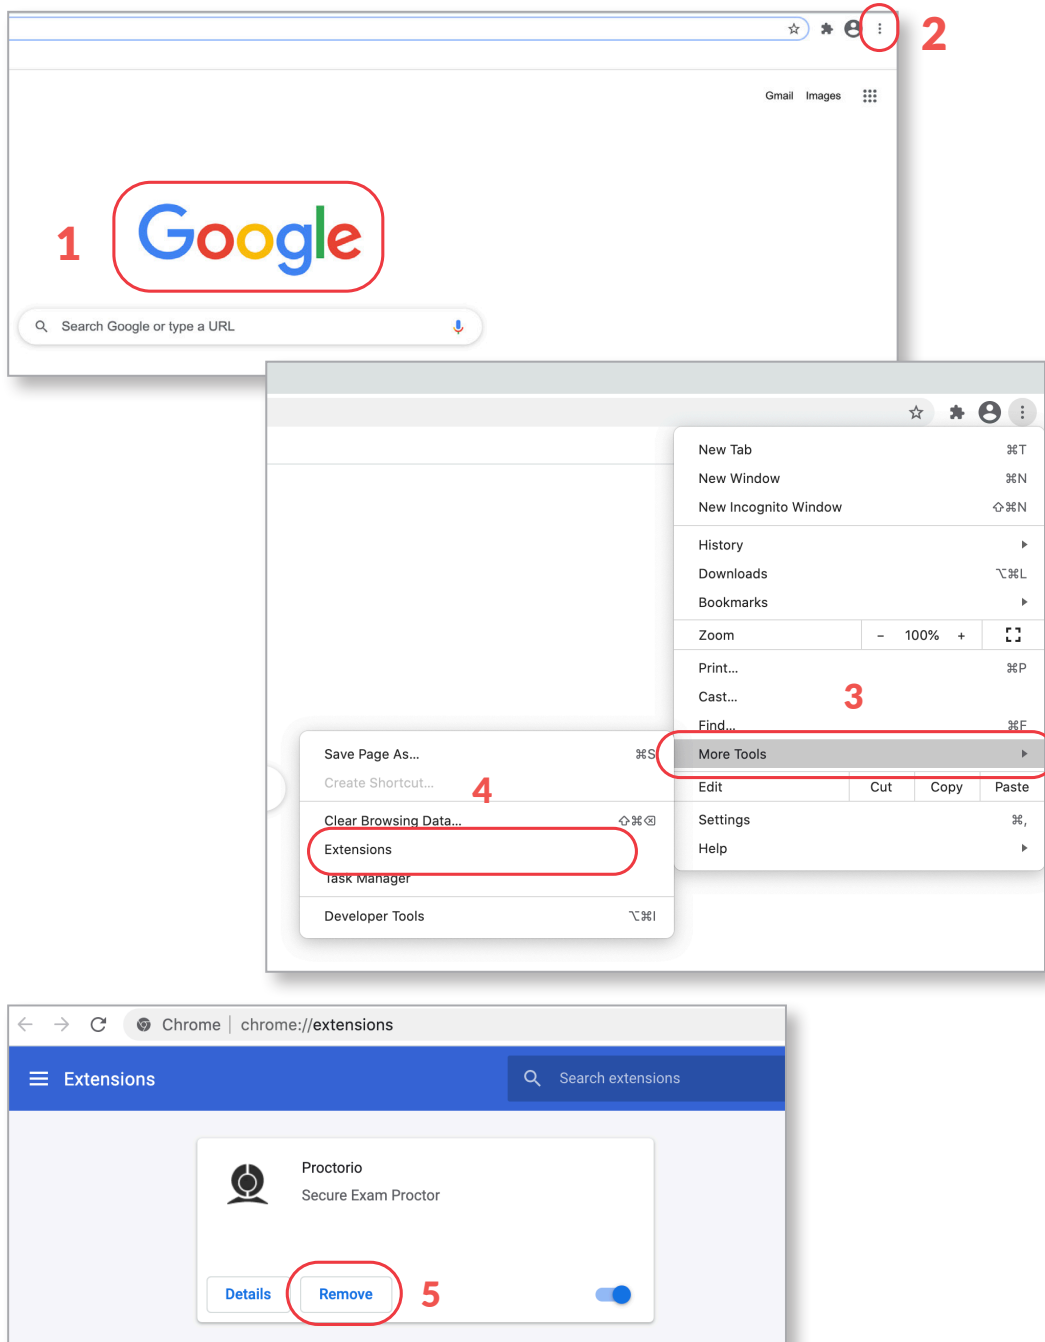 2
Gmail Images
1
Google
Search Google or type a URL
New Tab ⌘T
New Window ⌘N
New Incognito Window ⇧⌘N
History
Downloads ⌥⌘L
Bookmarks
Zoom - 100% +
Print... ⌘P
Cast...
3
Find... ⌘F
More Tools
Edit Cut Copy Paste
Settings ⌘,
Help
Save Page As... ⌘S
Create Shortcut...
4
Clear Browsing Data... ⇧⌘⌫
Extensions
Task Manager
Developer Tools ⌥⌘I
Chrome | chrome://extensions
Extensions
Search extensions
Proctorio
Secure Exam Proctor
Details Remove 5